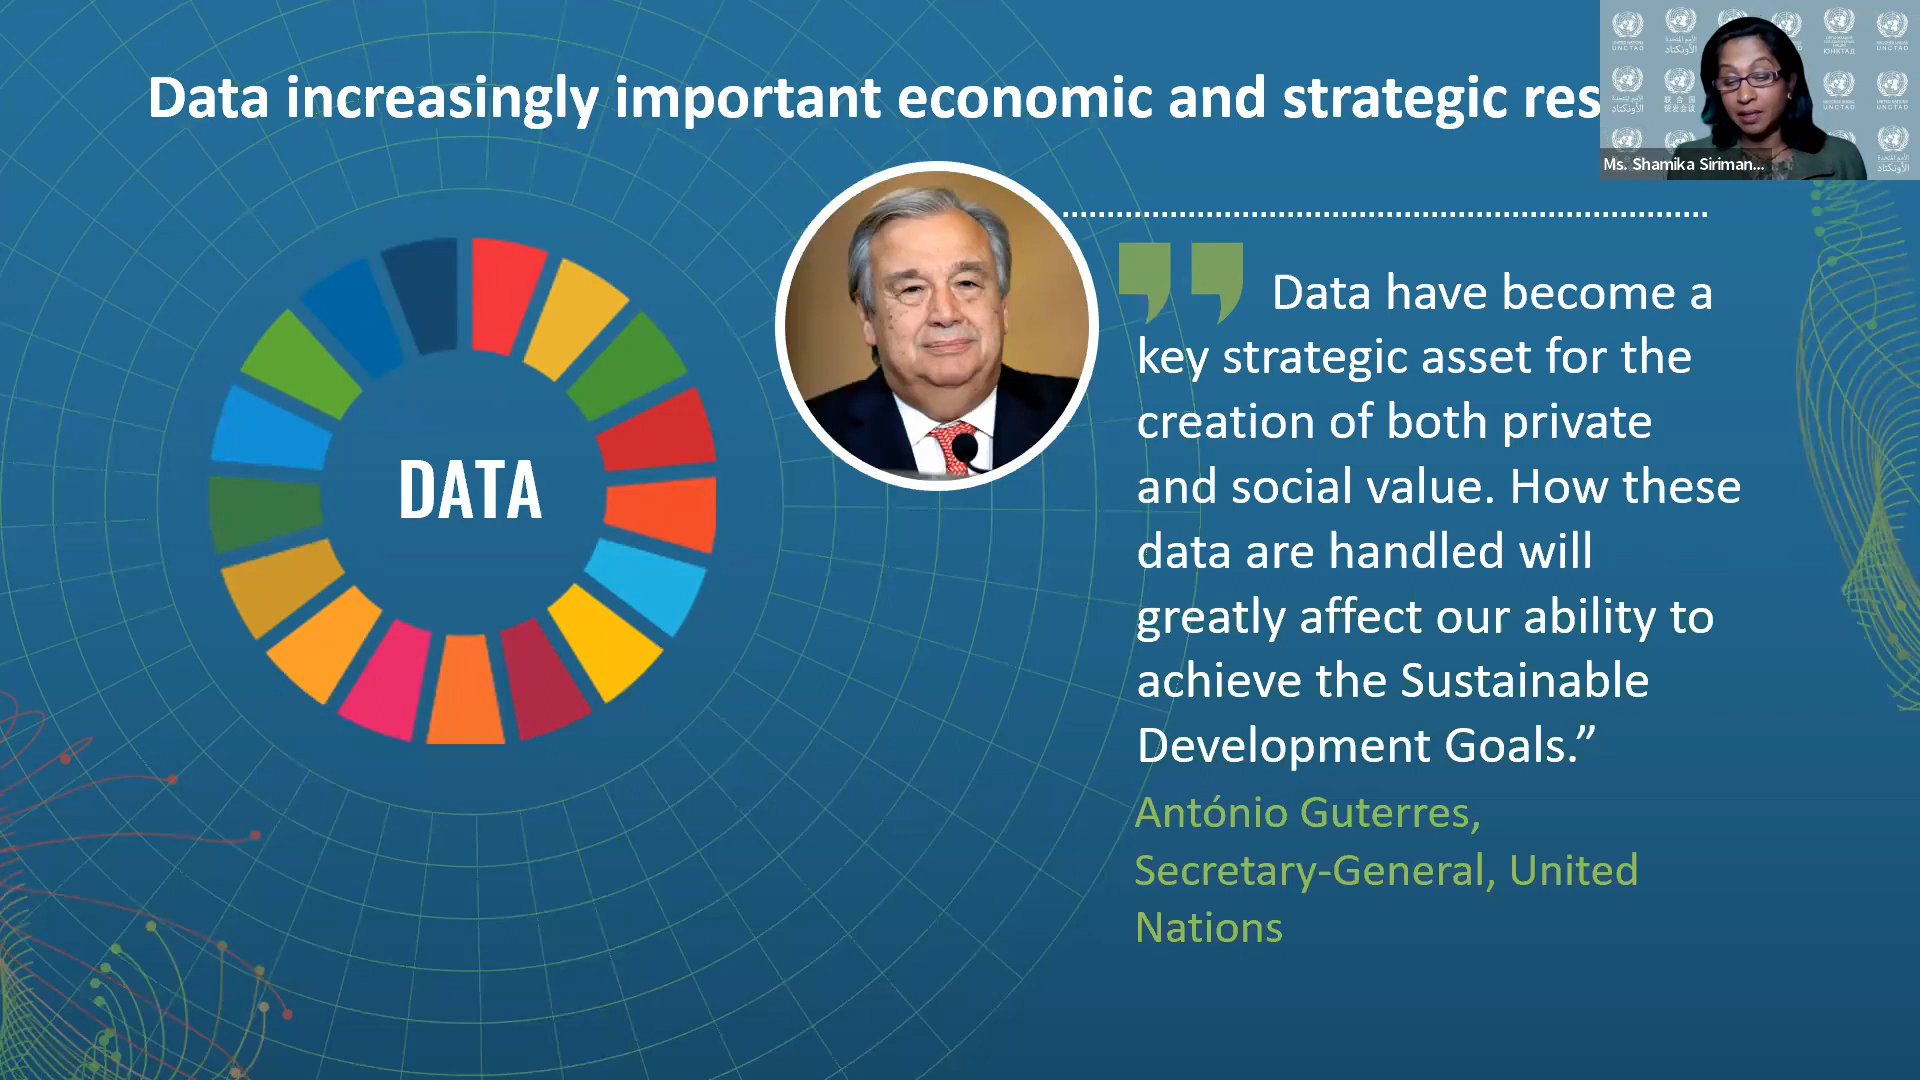 Data increasingly important economic and strategic res
Ms. Shamika Siriman...
DATA
Data have become a
key strategic asset for the
creation of both private
and social value. How these
data are handled will
greatly affect our ability to
achieve the Sustainable
Development Goals.”
António Guterres,
Secretary-General, United
Nations